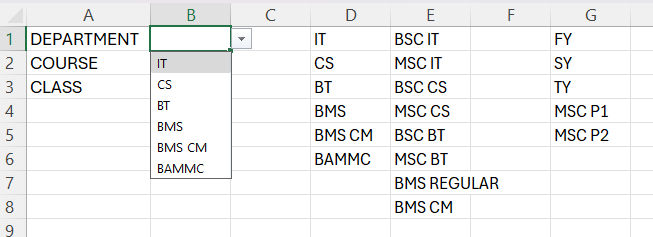 A B C D E F G
1 DEPARTMENT IT BSC IT FY
2 COURSE IT CS MSC IT SY
3 CLASS CS BT BSC CS TY
4 BT BMS MSC CS MSC P1
5 BMS BMS CM BSC BT MSC P2
6 BMS CM BAMMC MSC BT
7 BAMMC BMS REGULAR
8 BMS CM
9